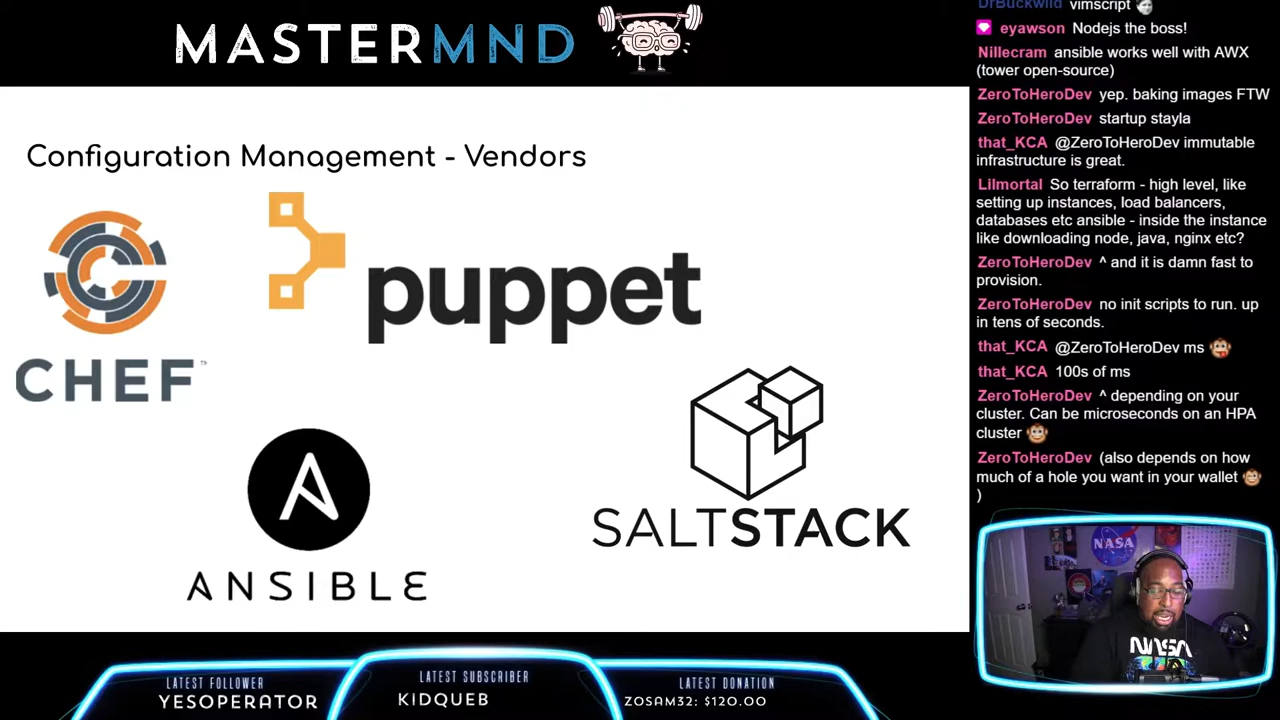 MASTERMND
Configuration Management - Vendors
CHEF™
puppet
ANSIBLE
SALTSTACK
DrBuckwild vimscript
eyawson Nodejs the boss!
Nillecram ansible works well with AWX
(tower open-source)
ZeroToHeroDev yep. baking images FTW
ZeroToHeroDev startup stayla
that_KCA @ZeroToHeroDev immutable
infrastructure is great.
Lilmortal So terraform - high level, like
setting up instances, load balancers,
databases etc ansible - inside the instance
like downloading node, java, nginx etc?
ZeroToHeroDev ^ and it is damn fast to
provision.
ZeroToHeroDev no init scripts to run. up
in tens of seconds.
that_KCA @ZeroToHeroDev ms
that_KCA 100s of ms
ZeroToHeroDev ^ depending on your
cluster. Can be microseconds on an HPA
cluster
ZeroToHeroDev (also depends on how
much of a hole you want in your wallet
)
NASA
NASA
LATEST FOLLOWER
YESOPERATOR
LATEST SUBSCRIBER
KIDQUEB
LATEST DONATION
ZOSAM32: $120.00